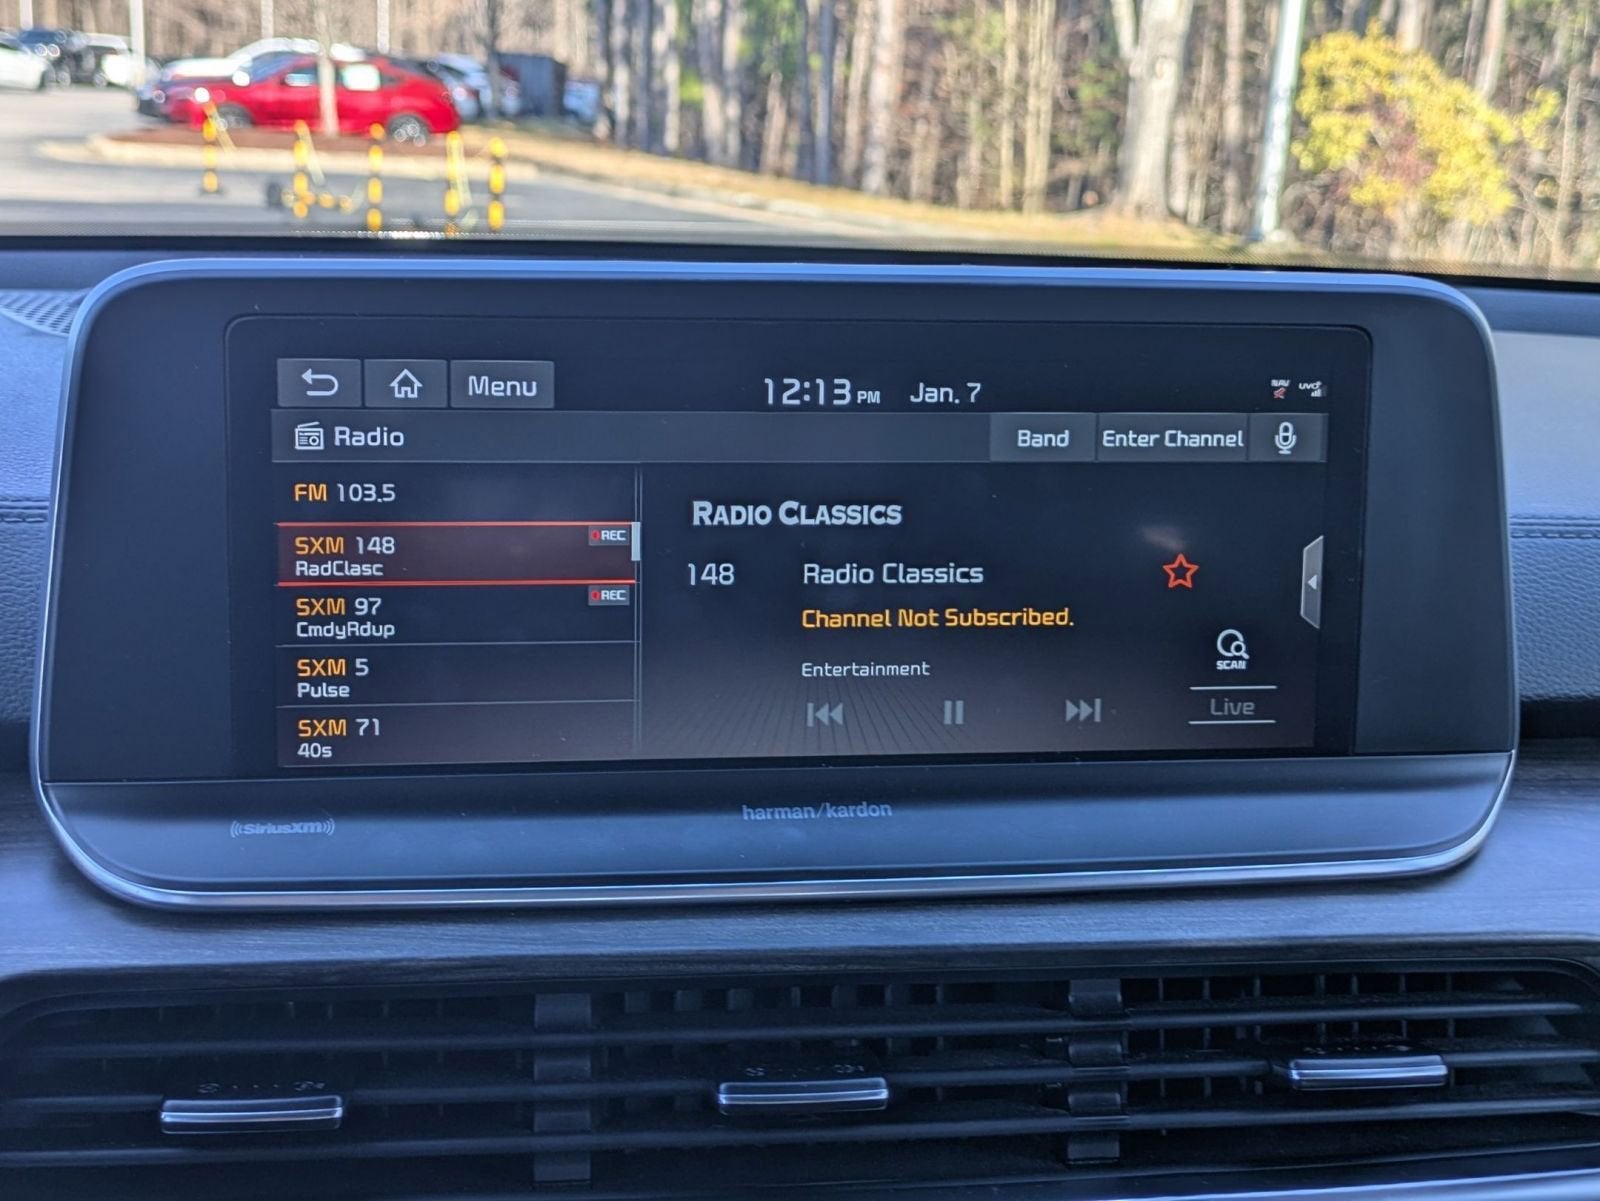 Menu
12:13 PM Jan. 7
NAV
UVO
Radio
Band
Enter Channel
FM 103.5
SXM 148
REC
RadClasc
SXM 97
REC
CmdyRdup
SXM 5
Pulse
SXM 71
40s
RADIO CLASSICS
148
Radio Classics
Channel Not Subscribed.
Entertainment
SCAN
Live
((SiriusXM))
harman/kardon